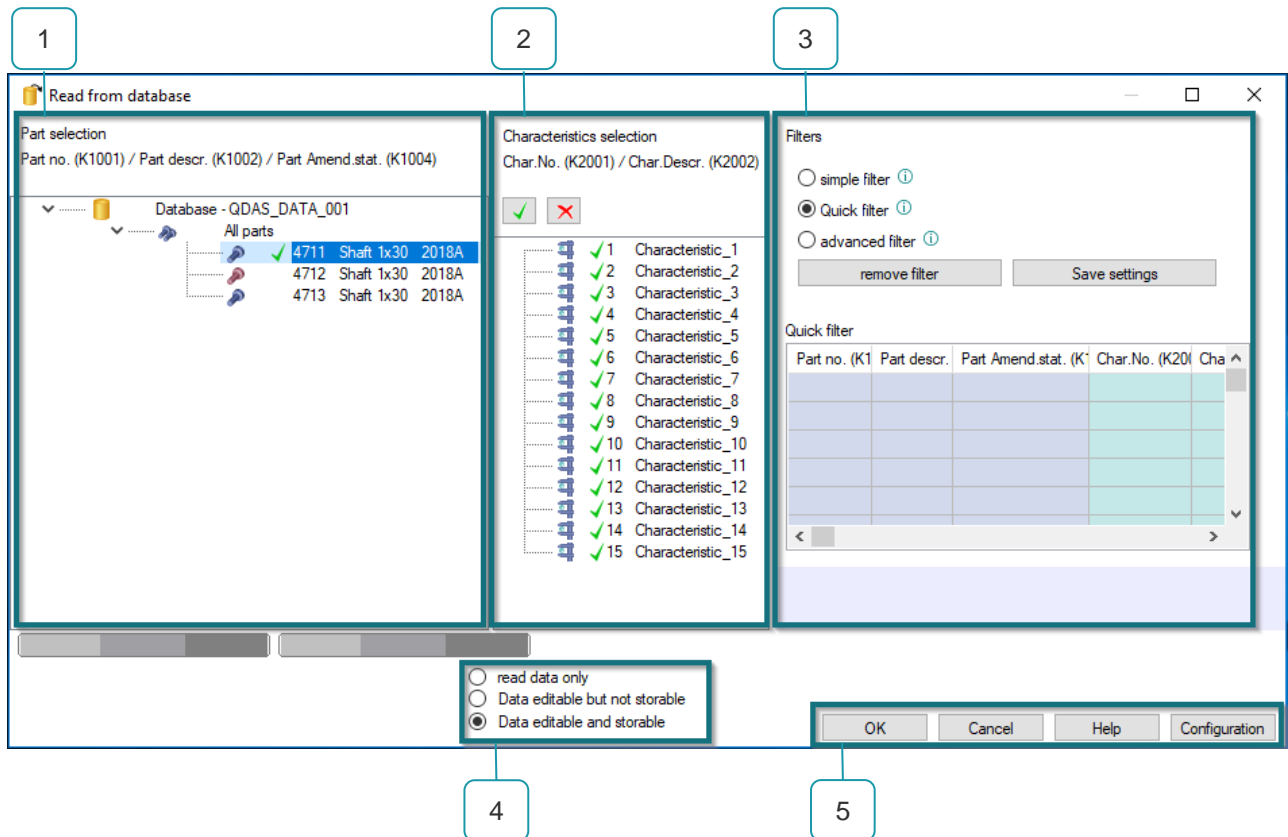 1
2
3
Read from database
Part selection
Part no. (K1001) / Part descr. (K1002) / Part Amend.stat. (K1004)
Database - QDAS_DATA_001
All parts
4711 Shaft 1x30 2018A
4712 Shaft 1x30 2018A
4713 Shaft 1x30 2018A
Characteristics selection
Char.No. (K2001) / Char.Descr. (K2002)
1 Characteristic_1
2 Characteristic_2
3 Characteristic_3
4 Characteristic_4
5 Characteristic_5
6 Characteristic_6
7 Characteristic_7
8 Characteristic_8
9 Characteristic_9
10 Characteristic_10
11 Characteristic_11
12 Characteristic_12
13 Characteristic_13
14 Characteristic_14
15 Characteristic_15
Filters
simple filter
Quick filter
advanced filter
remove filter Save settings
Quick filter
Part no. (K1 Part descr. Part Amend.stat. (K1 Char.No. (K200 Cha
read data only
Data editable but not storable
Data editable and storable
OK Cancel Help Configuration
4
5